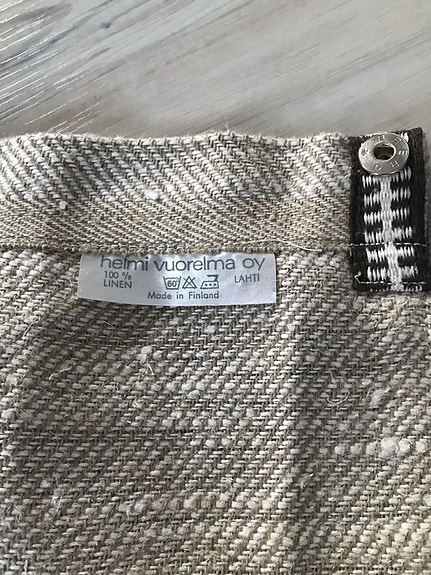 helmi vuorelma oy
100 % LAHTI
LINEN 60
Made in Finland